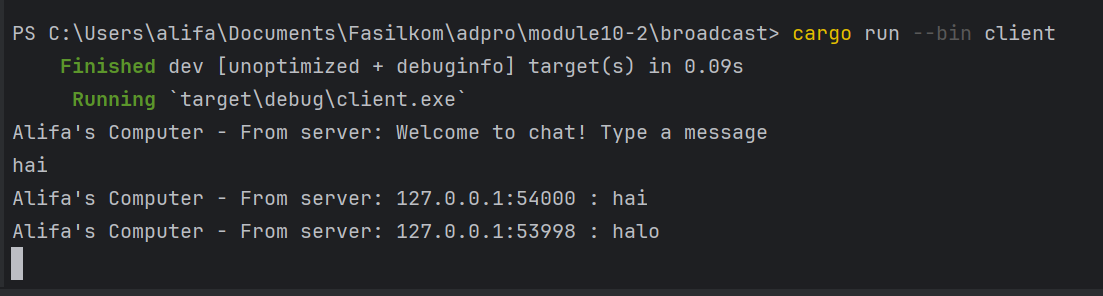 PS C:\Users\alifa\Documents\Fasilkom\adpro\module10-2\broadcast> cargo run --bin client
Finished dev [unoptimized + debuginfo] target(s) in 0.09s
Running `target\debug\client.exe`
Alifa's Computer - From server: Welcome to chat! Type a message
hai
Alifa's Computer - From server: 127.0.0.1:54000 : hai
Alifa's Computer - From server: 127.0.0.1:53998 : halo